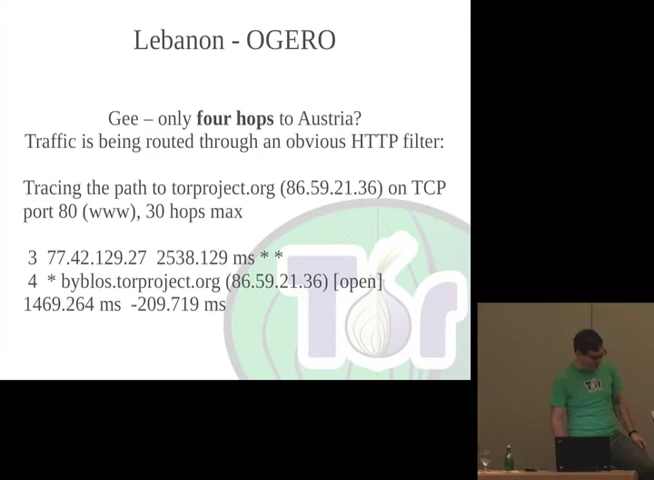 Lebanon - OGERO
Gee – only four hops to Austria?
Traffic is being routed through an obvious HTTP filter:
Tracing the path to torproject.org (86.59.21.36) on TCP
port 80 (www), 30 hops max
3 77.42.129.27 2538.129 ms * *
4 * byblos.torproject.org (86.59.21.36) [open]
1469.264 ms -209.719 ms
Tor
Tor